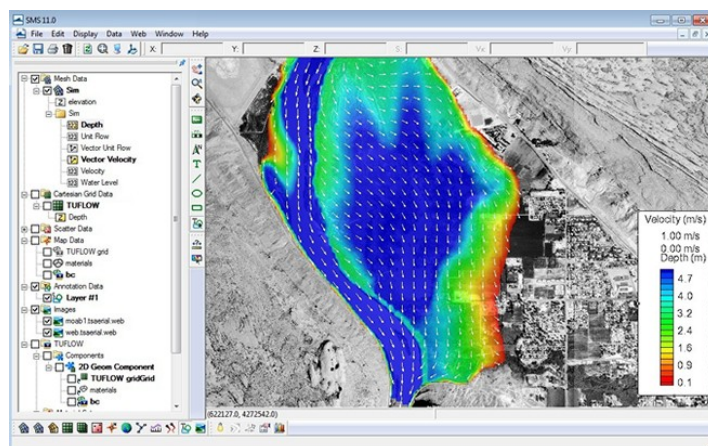 SMS 11.0
File Edit Display Data Web Window Help
X: Y: Z: S: Vx: Vy:
Mesh Data
Sim
elevation
Sim
Depth
Unit Flow
Vector Unit Flow
Vector Velocity
Velocity
Water Level
Cartesian Grid Data
TUFLOW
Depth
Scatter Data
Map Data
TUFLOW grid
materials
bc
Annotation Data
Layer #1
Images
moab1.tsaerial.web
web.tsaerial.web
TUFLOW
Components
2D Geom Component
TUFLOW gridGrid
materials
bc
Velocity (m/s)
1.00 m/s
0.00 m/s
Depth (m)
4.7
4.0
3.2
2.4
1.6
0.9
0.1
(622127.0, 4272542.0)